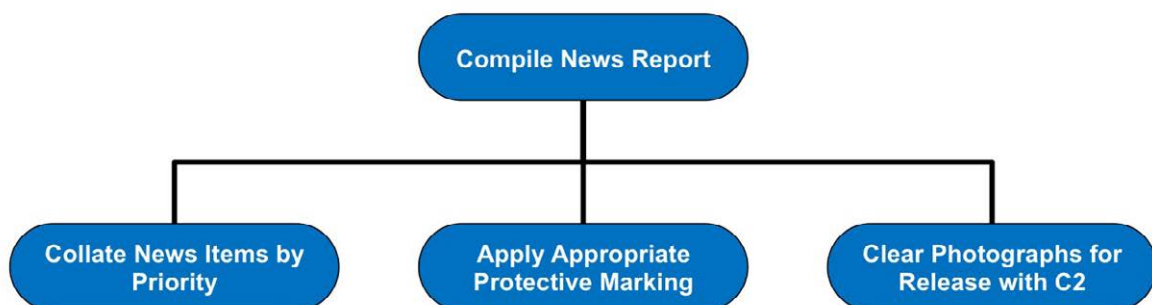 Compile News Report
Collate News Items by
Priority
Apply Appropriate
Protective Marking
Clear Photographs for
Release with C2